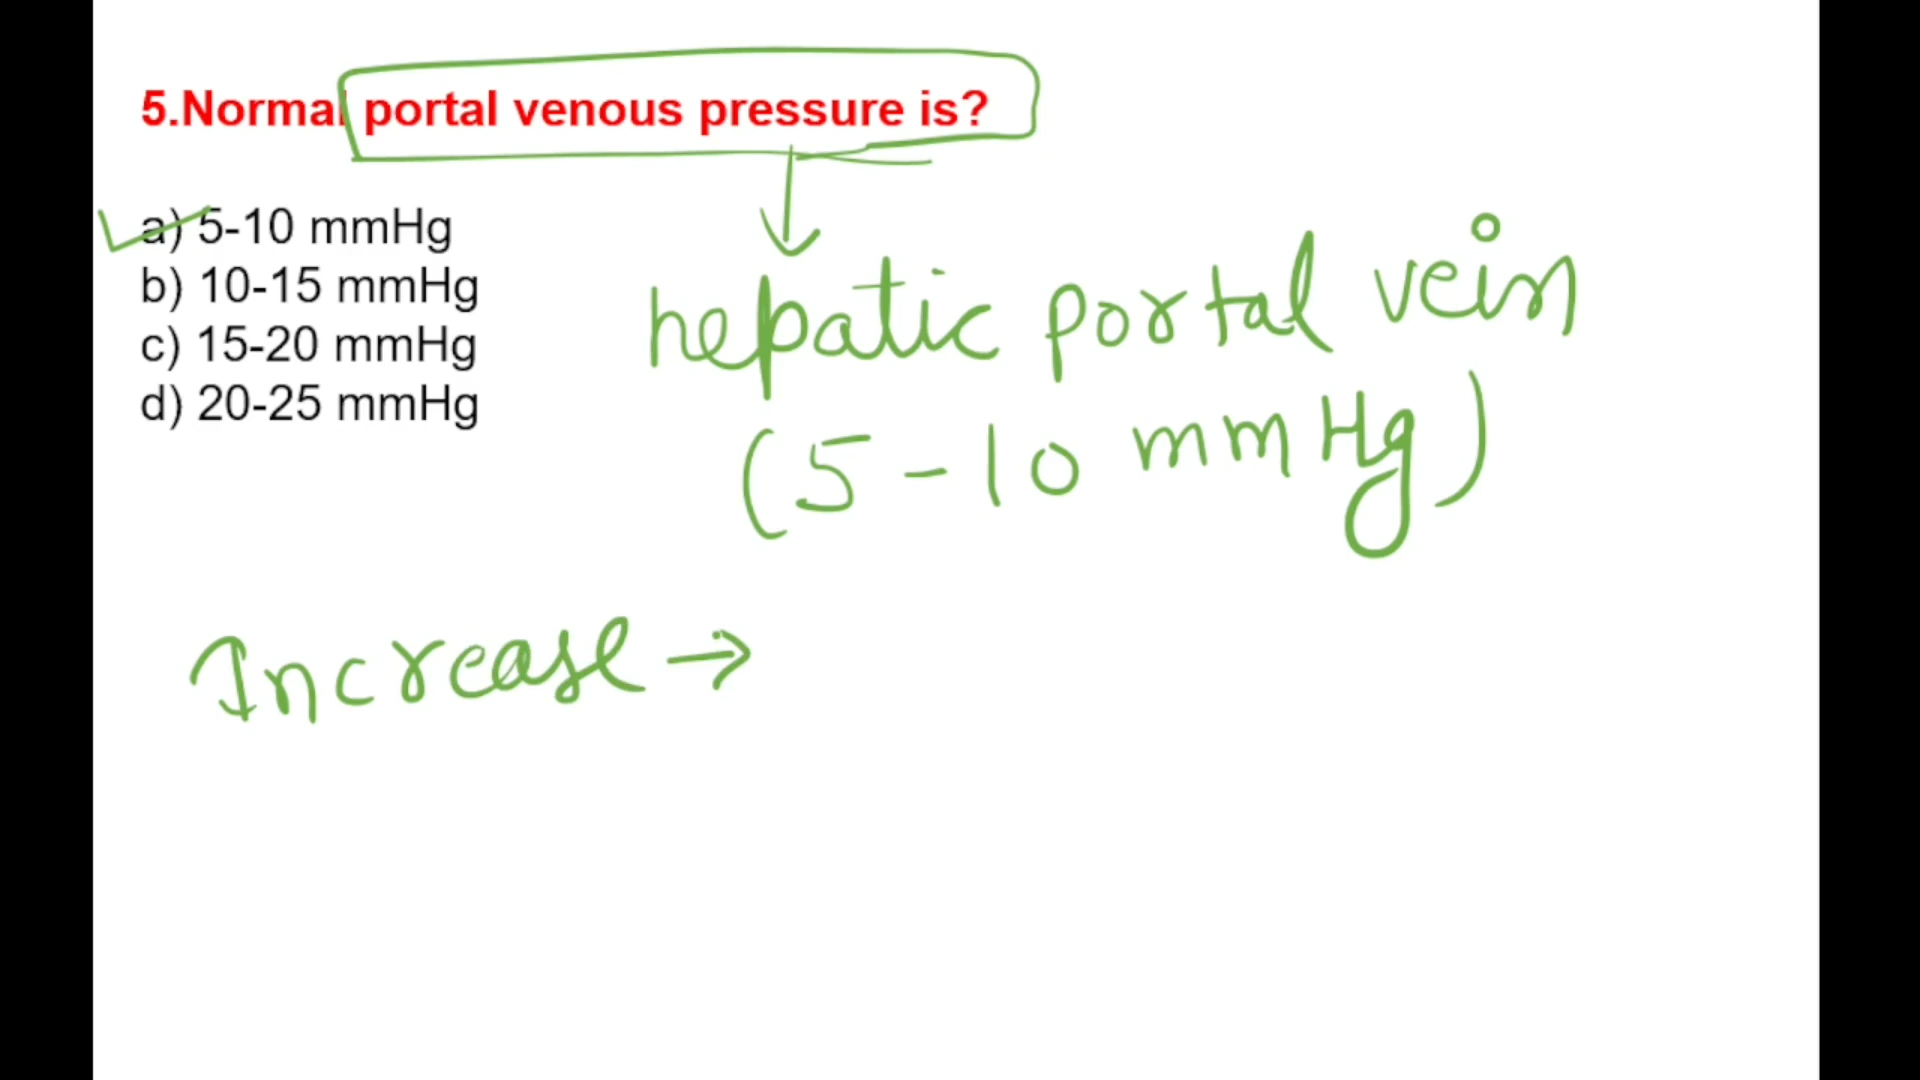 5.Normal portal venous pressure is?
a) 5-10 mmHg
b) 10-15 mmHg
c) 15-20 mmHg
d) 20-25 mmHg
hepatic portal vein
(5-10 mmHg)
Increase →